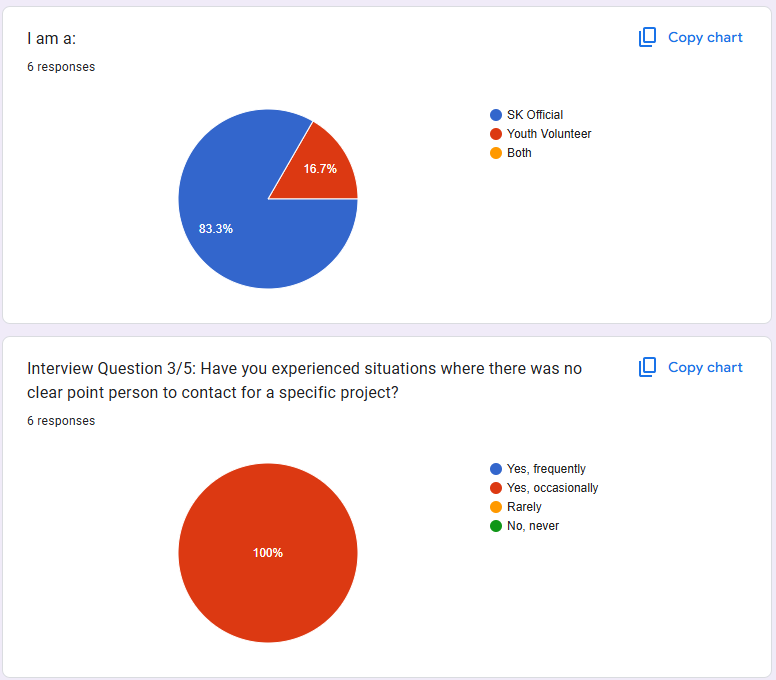 I am a:
Copy chart
6 responses
SK Official
Youth Volunteer
Both
16.7%
83.3%
Interview Question 3/5: Have you experienced situations where there was no
clear point person to contact for a specific project?
Copy chart
6 responses
Yes, frequently
Yes, occasionally
Rarely
No, never
100%